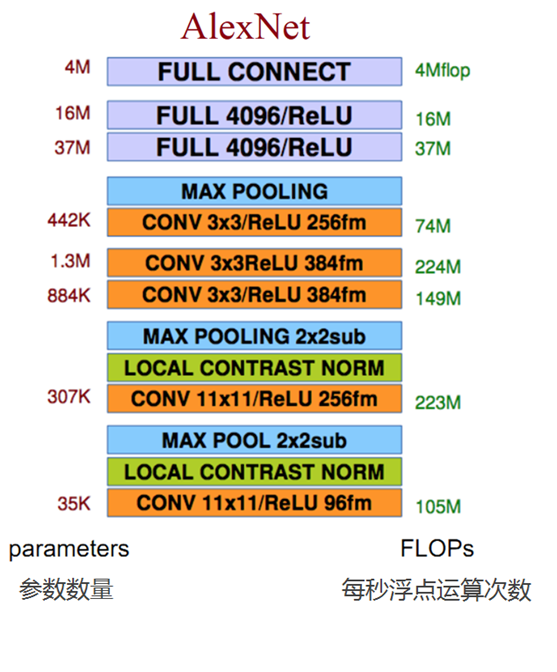 AlexNet
4M FULL CONNECT 4Mflop
16M FULL 4096/ReLU 16M
37M FULL 4096/ReLU 37M
MAX POOLING
442K CONV 3x3/ReLU 256fm 74M
1.3M CONV 3x3ReLU 384fm 224M
884K CONV 3x3/ReLU 384fm 149M
MAX POOLING 2x2sub
LOCAL CONTRAST NORM
307K CONV 11x11/ReLU 256fm 223M
MAX POOL 2x2sub
LOCAL CONTRAST NORM
35K CONV 11x11/ReLU 96fm 105M
parameters FLOPs
参数数量 每秒浮点运算次数